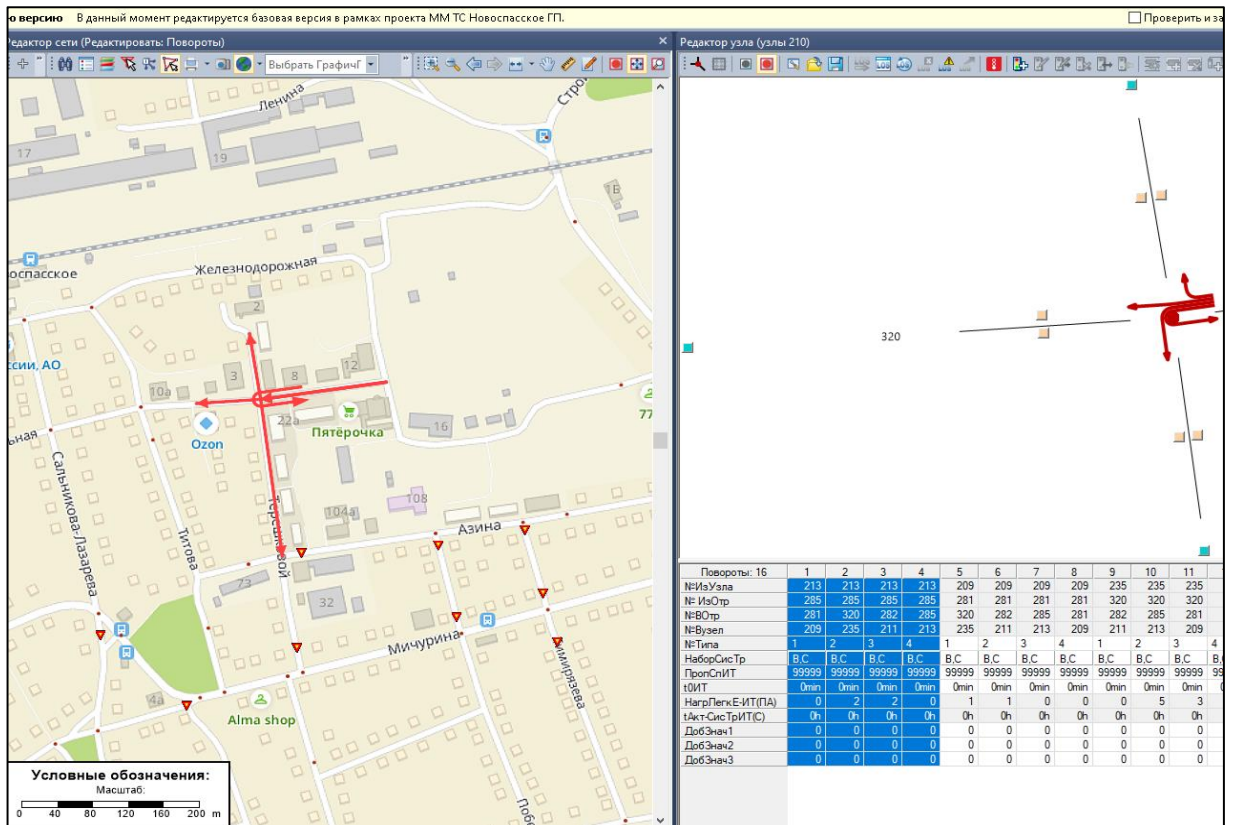 ю версию В данный момент редактируется базовая версия в рамках проекта ММ ТС Новоспасское ГП.
Проверить и за
Редактор сети (Редактировать: Повороты)
Редактор узла (узлы 210)
Выбрать ГрафичГ
Ленина
Стро
17
19
1Б
воспасское
Железнодорожная
2
ссии, АО
3
8
12
10а
22а
Ozon
Пятёрочка
16
77
ьная
Сальникова-Лазарева
Титова
Терешковой
108
104а
Азина
73
32
Мичурина
Тимирязева
4а
Alma shop
Побе
Условные обозначения:
Масштаб:
0 40 80 120 160 200 m
320
Повороты: 16 1 2 3 4 5 6 7 8 9 10 11
№ИзУзла 213 213 213 213 209 209 209 209 235 235 235
№ ИзОтр 285 285 285 285 281 281 281 281 320 320 320
№ВОтр 281 320 282 285 320 282 285 281 282 285 281
№Вузел 209 235 211 213 235 211 213 209 211 213 209
№Типа 1 2 3 4 1 2 3 4 1 2 3 4
НаборСисТр B,C B,C B,C B,C B,C B,C B,C B,C B,C B,C B,C B,
ПропСпИТ 99999 99999 99999 99999 99999 99999 99999 99999 99999 99999 99999 99
t0ИТ 0min 0min 0min 0min 0min 0min 0min 0min 0min 0min 0min
НагрЛегкЕ-ИТ(ПА) 0 2 2 0 1 1 0 0 0 5 3
tАкт-СисТрИТ(C) 0h 0h 0h 0h 0h 0h 0h 0h 0h 0h 0h
ДобЗнач1 0 0 0 0 0 0 0 0 0 0 0
ДобЗнач2 0 0 0 0 0 0 0 0 0 0 0
ДобЗнач3 0 0 0 0 0 0 0 0 0 0 0